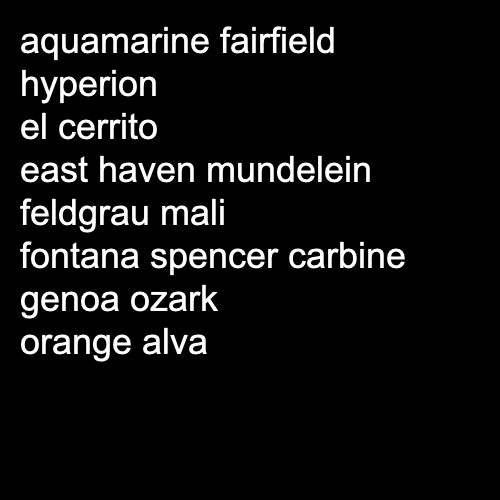 aquamarine fairfield
hyperion
el cerrito
east haven mundelein
feldgrau mali
fontana spencer carbine
genoa ozark
orange alva